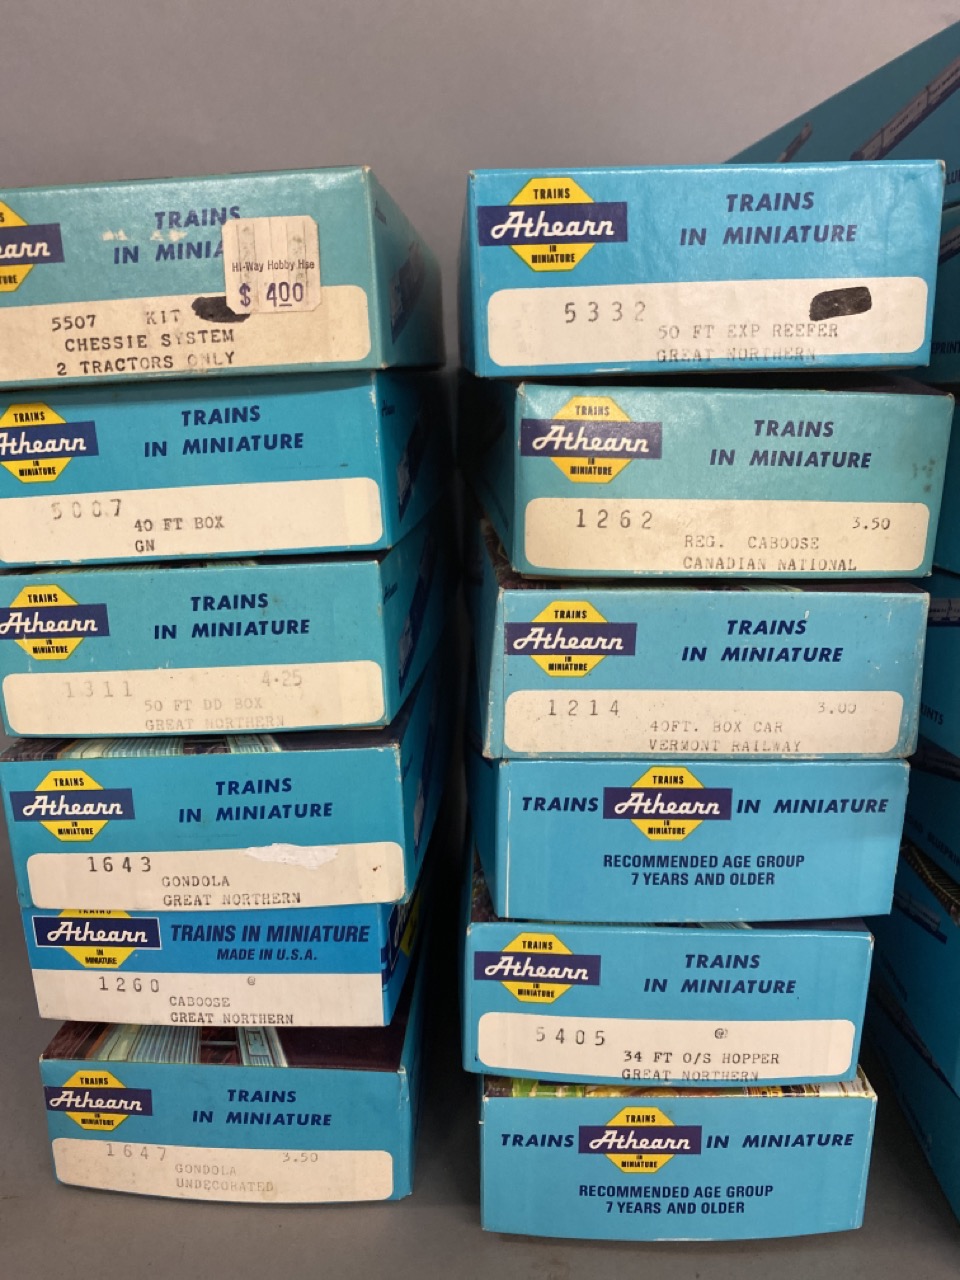 TRAINS
IN MINIA
Hi-Way Hobby Hse
$ 4.00
5507 KIT
CHESSIE SYSTEM
2 TRACTORS ONLY
TRAINS
Athearn
IN
MINIATURE
TRAINS
IN MINIATURE
5007
40 FT BOX
GN
TRAINS
Athearn
IN
MINIATURE
TRAINS
IN MINIATURE
1311 4.25
50 FT DD BOX
GREAT NORTHERN
TRAINS
Athearn
IN
MINIATURE
TRAINS
IN MINIATURE
1643
GONDOLA
GREAT NORTHERN
TRAINS
Athearn
IN
MINIATURE
TRAINS IN MINIATURE
MADE IN U.S.A.
1260 @
CABOOSE
GREAT NORTHERN
TRAINS
Athearn
IN
MINIATURE
TRAINS
IN MINIATURE
1647 3.50
GONDOLA
UNDECORATED
TRAINS
Athearn
IN
MINIATURE
TRAINS
IN MINIATURE
5332
50 FT EXP REEFER
GREAT NORTHERN
TRAINS
Athearn
IN
MINIATURE
TRAINS
IN MINIATURE
1262 3.50
REG. CABOOSE
CANADIAN NATIONAL
TRAINS
Athearn
IN
MINIATURE
TRAINS
IN MINIATURE
1214 3.00
40FT. BOX CAR
VERMONT RAILWAY
TRAINS
TRAINS Athearn IN MINIATURE
IN
MINIATURE
RECOMMENDED AGE GROUP
7 YEARS AND OLDER
TRAINS
Athearn
IN
MINIATURE
TRAINS
IN MINIATURE
5405 @
34 FT O/S HOPPER
GREAT NORTHERN
TRAINS
TRAINS Athearn IN MINIATURE
IN
MINIATURE
RECOMMENDED AGE GROUP
7 YEARS AND OLDER